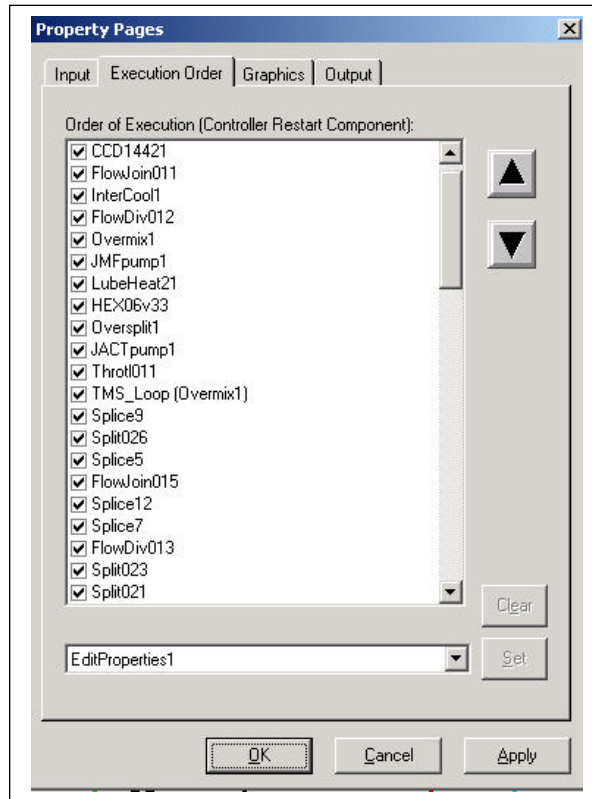 Property Pages
Input Execution Order Graphics Output
Order of Execution (Controller Restart Component):
CCD14421
FlowJoin011
InterCool1
FlowDiv012
Overmix1
JMFpump1
LubeHeat21
HEX06v33
Oversplit1
JACTpump1
Throtl011
TMS_Loop (Overmix1)
Splice9
Split026
Splice5
FlowJoin015
Splice12
Splice7
FlowDiv013
Split023
Split021
Clear
EditProperties1 Set
OK Cancel Apply